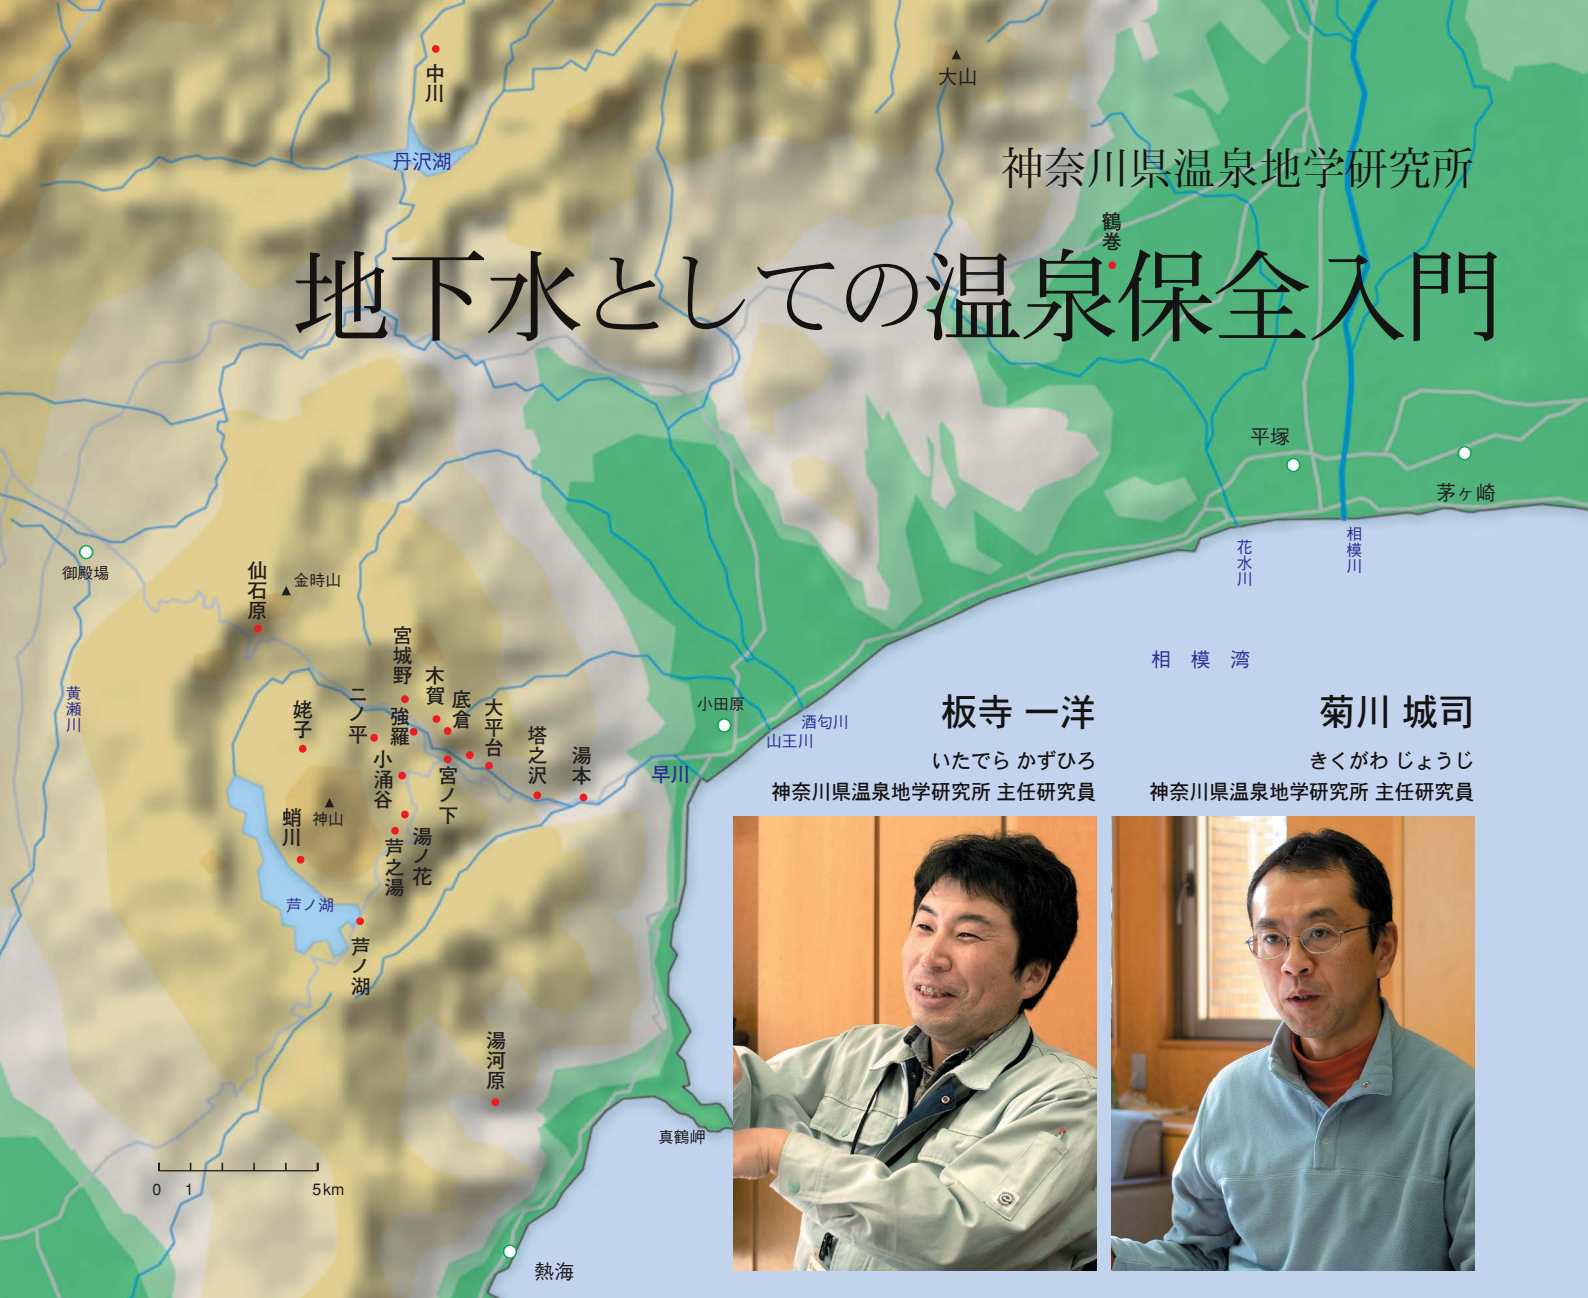 中川
大山
丹沢湖
神奈川県温泉地学研究所
鶴巻
地下水としての温泉保全入門
平塚
茅ヶ崎
御殿場
仙石原
金時山
花水川
相模川
宮城野
相模湾
木賀
黄瀬川
姥子
二ノ平
強羅
底倉
大平台
小田原
板寺 一洋
菊川 城司
酒匂川
山王川
塔之沢
湯本
小涌谷
宮ノ下
早川
いたでら かずひろ
きくがわ じょうじ
神奈川県温泉地学研究所 主任研究員
神奈川県温泉地学研究所 主任研究員
蛸川
神山
芦之湯
湯ノ花
芦ノ湖
芦ノ湖
湯河原
真鶴岬
0 1 5km
熱海